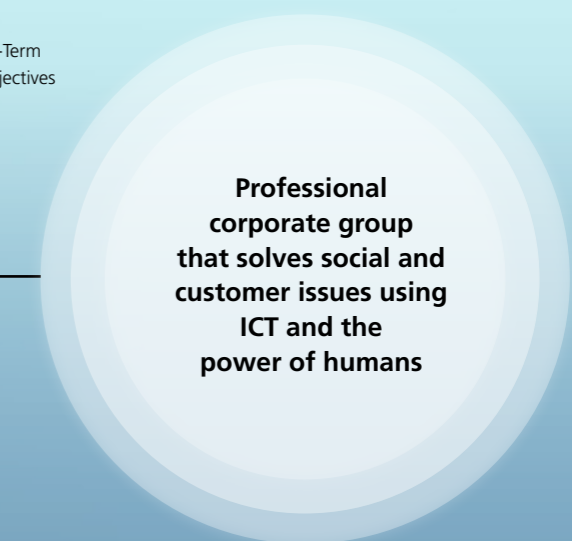 -Term
jectives
Professional
corporate group
that solves social and
customer issues using
ICT and the
power of humans